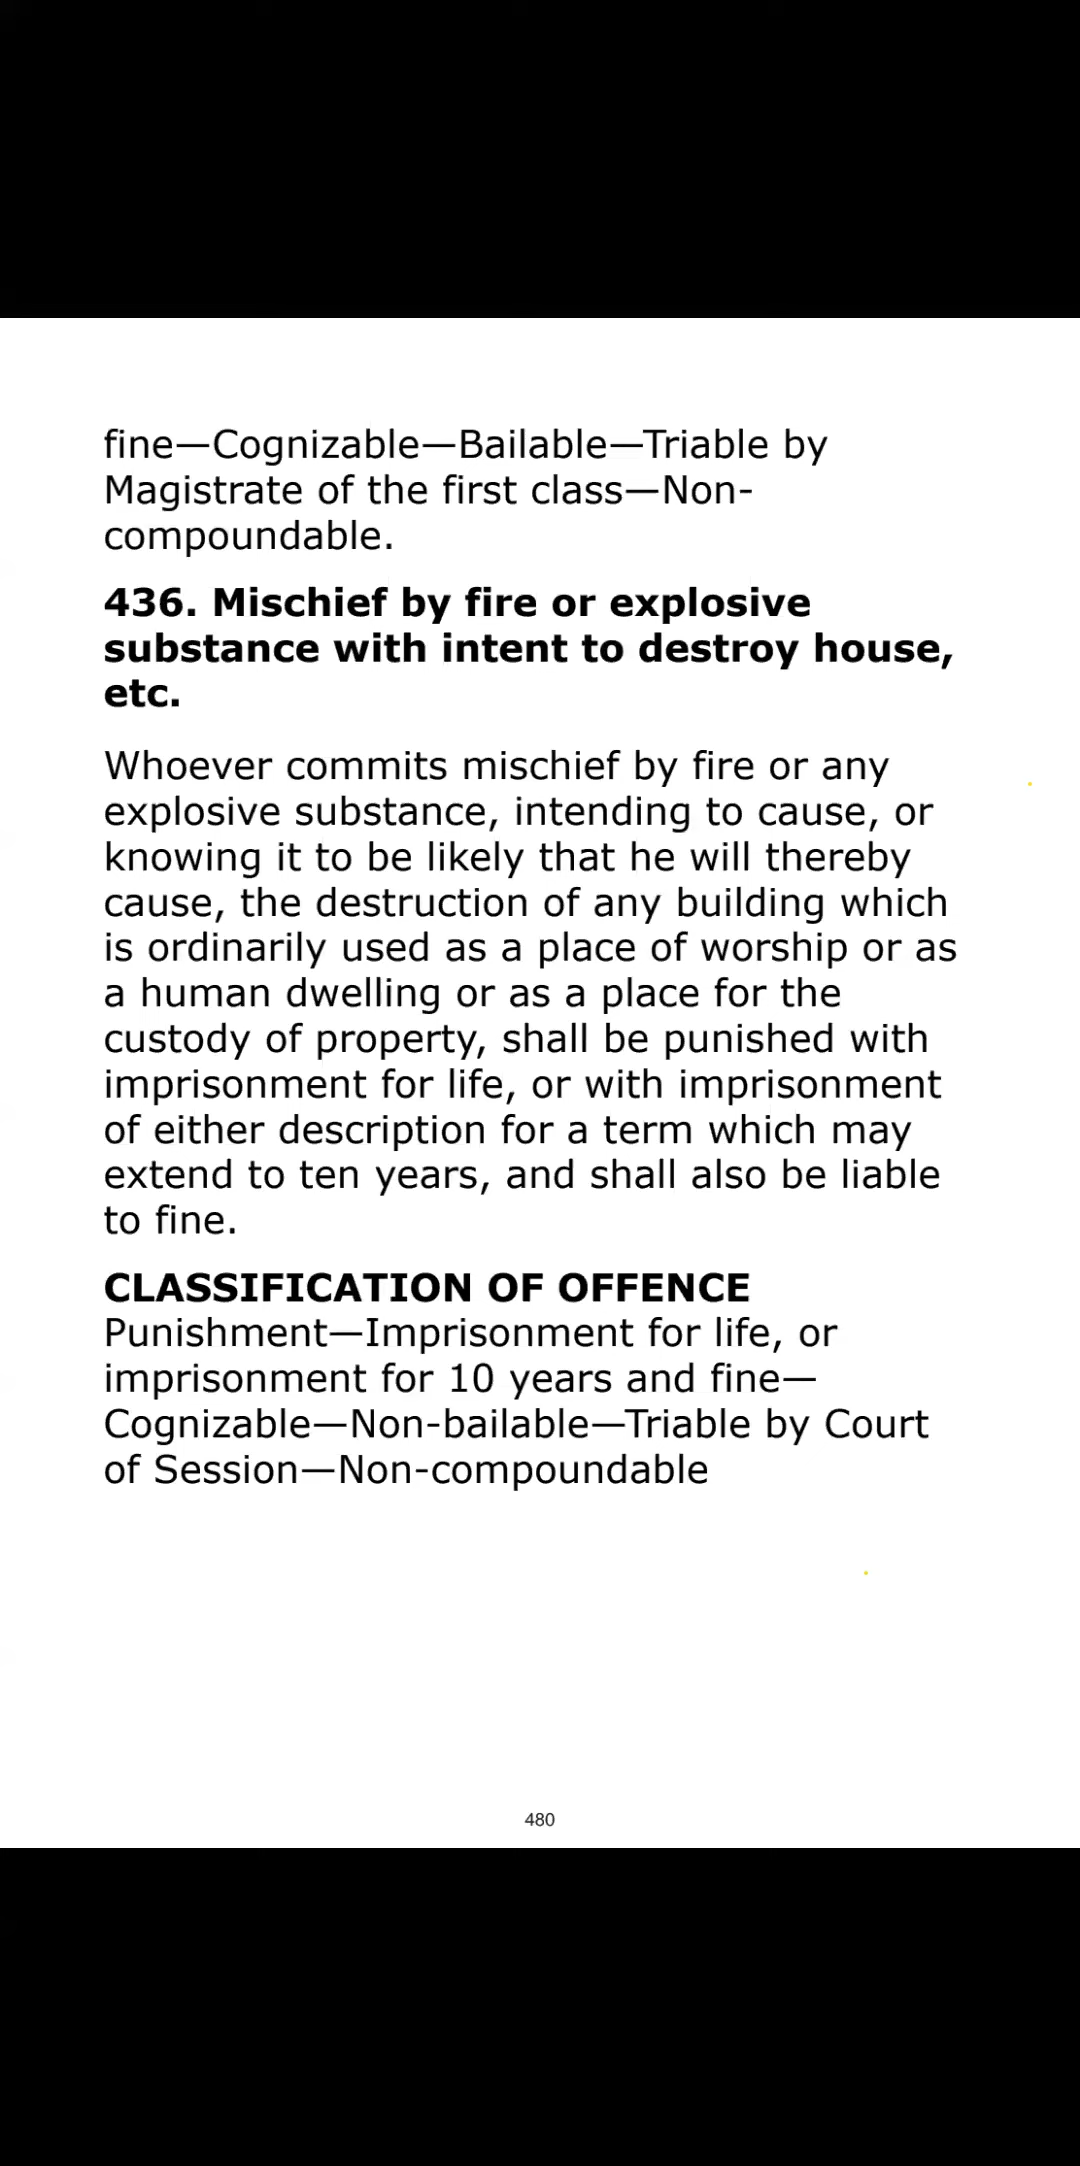 fine—Cognizable—Bailable—Triable by
Magistrate of the first class—Non-
compoundable.
436. Mischief by fire or explosive
substance with intent to destroy house,
etc.
Whoever commits mischief by fire or any
explosive substance, intending to cause, or
knowing it to be likely that he will thereby
cause, the destruction of any building which
is ordinarily used as a place of worship or as
a human dwelling or as a place for the
custody of property, shall be punished with
imprisonment for life, or with imprisonment
of either description for a term which may
extend to ten years, and shall also be liable
to fine.
CLASSIFICATION OF OFFENCE
Punishment—Imprisonment for life, or
imprisonment for 10 years and fine—
Cognizable—Non-bailable—Triable by Court
of Session—Non-compoundable
480